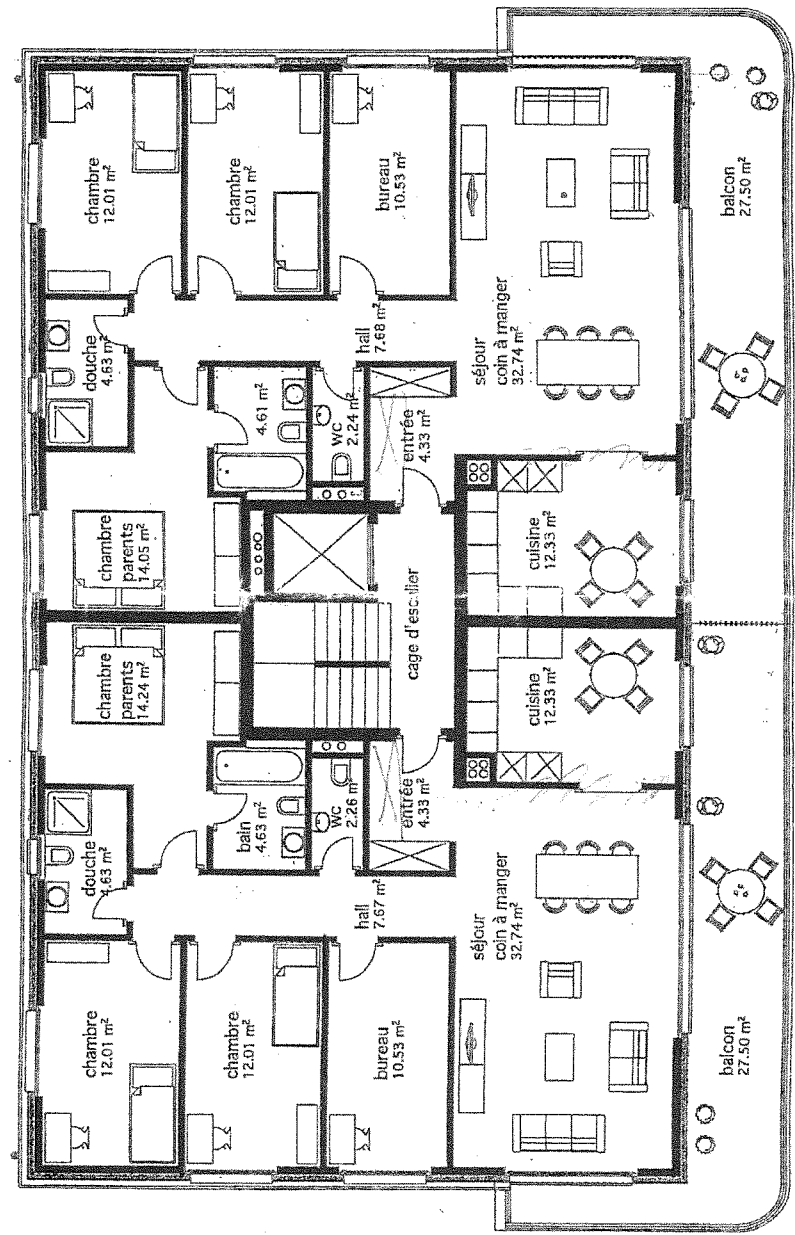 chambre
12.01 m²
chambre
12.01 m²
bureau
10.53 m²
douche
4.63 m²
hall
7.68 m²
séjour
coin à manger
32.74 m²
balcon
27.50 m²
4.61 m²
wc
2.24 m²
entrée
4.33 m²
chambre
parents
14.05 m²
cuisine
12.33 m²
cage d'escalier
chambre
parents
14.24 m²
cuisine
12.33 m²
bain
4.63 m²
wc
2.26 m²
entrée
4.33 m²
douche
4.63 m²
hall
7.67 m²
séjour
coin à manger
32.74 m²
chambre
12.01 m²
chambre
12.01 m²
bureau
10.53 m²
balcon
27.50 m²